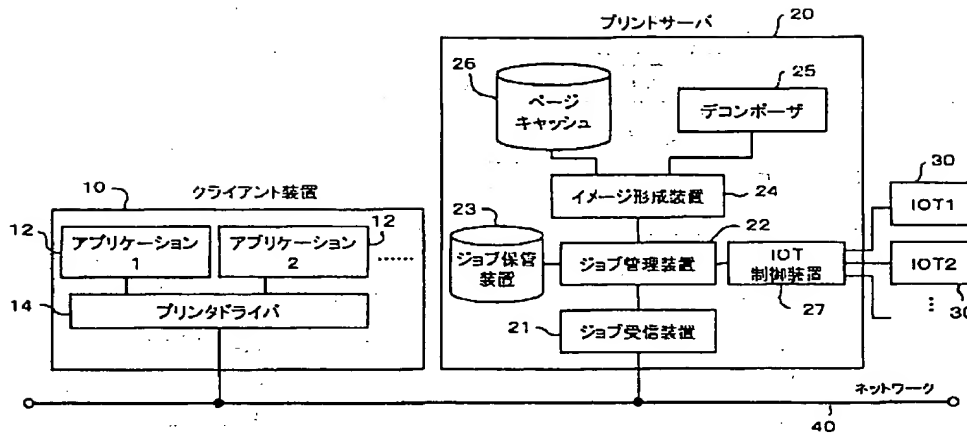 プリントサーバ
20
26
ページ
キャッシュ
25
デコンポーザ
クライアント装置
10
イメージ形成装置
24
30
IOT1
12
アプリケーション
1
アプリケーション
2
12
……
23
ジョブ保管
装置
22
ジョブ管理装置
IOT
制御装置
27
IOT2
30
⋮
14
プリンタドライバ
21
ジョブ受信装置
ネットワーク
40